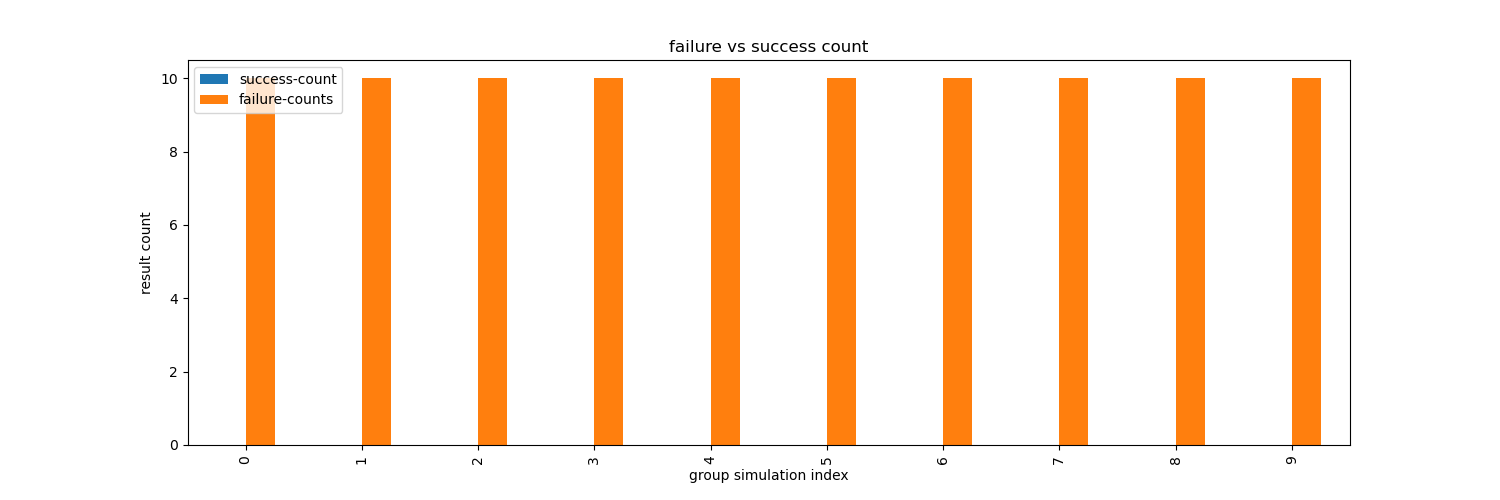 failure vs success count
success-count
failure-counts
10
8
6
4
2
0
result count
0 1 2 3 4 5 6 7 8 9
group simulation index